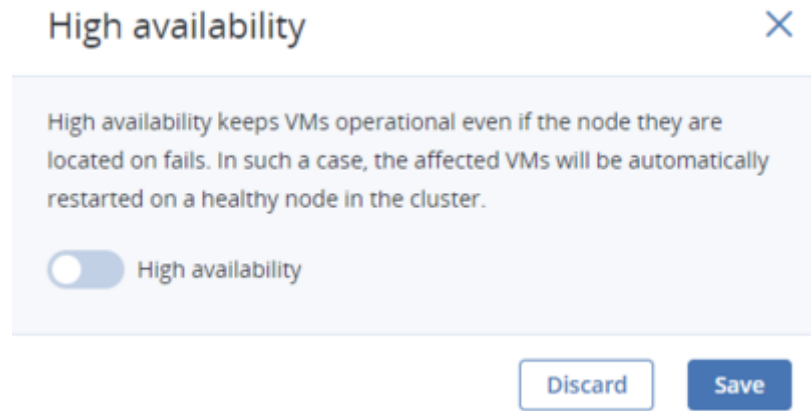 High availability
High availability keeps VMs operational even if the node they are
located on fails. In such a case, the affected VMs will be automatically
restarted on a healthy node in the cluster.
High availability
Discard
Save